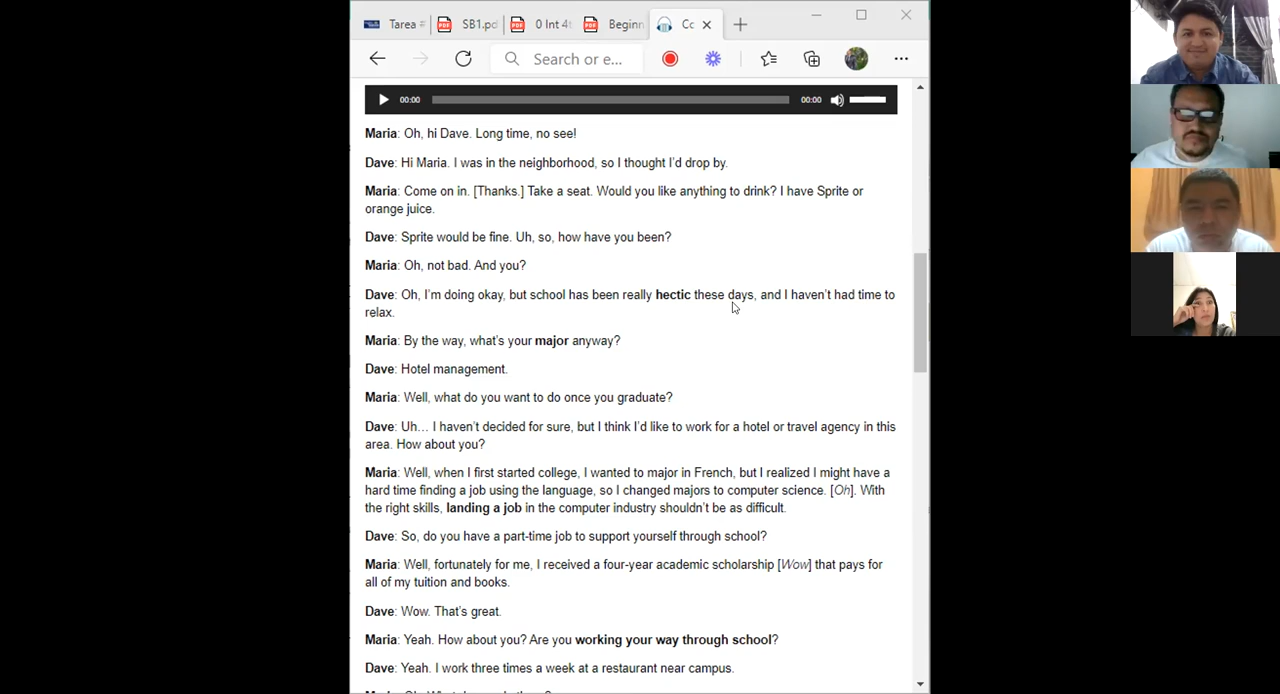 Tarea #
SB1.pd
0 Int 4t
Beginn
Co
Search or e...
00:00
00:00
Maria: Oh, hi Dave. Long time, no see!
Dave: Hi Maria. I was in the neighborhood, so I thought I'd drop by.
Maria: Come on in. [Thanks.] Take a seat. Would you like anything to drink? I have Sprite or
orange juice.
Dave: Sprite would be fine. Uh, so, how have you been?
Maria: Oh, not bad. And you?
Dave: Oh, I'm doing okay, but school has been really hectic these days, and I haven't had time to
relax.
Maria: By the way, what's your major anyway?
Dave: Hotel management.
Maria: Well, what do you want to do once you graduate?
Dave: Uh… I haven't decided for sure, but I think I'd like to work for a hotel or travel agency in this
area. How about you?
Maria: Well, when I first started college, I wanted to major in French, but I realized I might have a
hard time finding a job using the language, so I changed majors to computer science. [Oh]. With
the right skills, landing a job in the computer industry shouldn't be as difficult.
Dave: So, do you have a part-time job to support yourself through school?
Maria: Well, fortunately for me, I received a four-year academic scholarship [Wow] that pays for
all of my tuition and books.
Dave: Wow. That's great.
Maria: Yeah. How about you? Are you working your way through school?
Dave: Yeah. I work three times a week at a restaurant near campus.